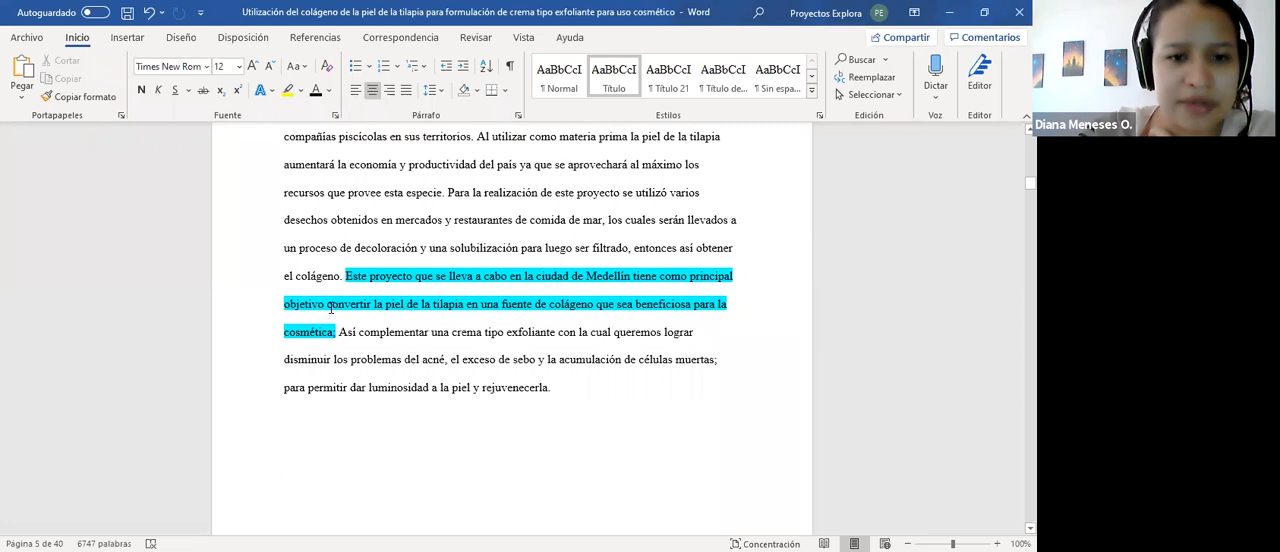 Autoguardado
Utilización del colágeno de la piel de la tilapia para formulación de crema tipo exfoliante para uso cosmético - Word
Proyectos Explora
PE
Archivo Inicio Insertar Diseño Disposición Referencias Correspondencia Revisar Vista Ayuda
Compartir
Comentarios
Pegar
Cortar
Copiar
Copiar formato
Portapapeles
Times New Rom
12
N K S ab x₂ x²
Fuente
Párrafo
AaBbCcI AaBbCcI AaBbCcI AaBbCcI AaBbCcI
¶ Normal Título ¶ Título 21 ¶ Título de... ¶ Sin espa...
Estilos
Buscar
Reemplazar
Seleccionar
Edición
Dictar
Voz
Editor
Editor
Diana Meneses O.
compañías piscícolas en sus territorios. Al utilizar como materia prima la piel de la tilapia
aumentará la economía y productividad del país ya que se aprovechará al máximo los
recursos que provee esta especie. Para la realización de este proyecto se utilizó varios
desechos obtenidos en mercados y restaurantes de comida de mar, los cuales serán llevados a
un proceso de decoloración y una solubilización para luego ser filtrado, entonces así obtener
el colágeno. Este proyecto que se lleva a cabo en la ciudad de Medellín tiene como principal
objetivo convertir la piel de la tilapia en una fuente de colágeno que sea beneficiosa para la
cosmética; Así complementar una crema tipo exfoliante con la cual queremos lograr
disminuir los problemas del acné, el exceso de sebo y la acumulación de células muertas;
para permitir dar luminosidad a la piel y rejuvenecerla.
Página 5 de 40
6747 palabras
Concentración
100%